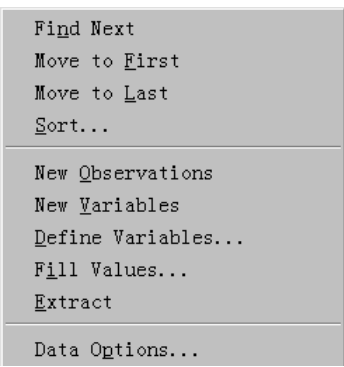 Find Next
Move to First
Move to Last
Sort...
New Observations
New Variables
Define Variables...
Fill Values...
Extract
Data Options...